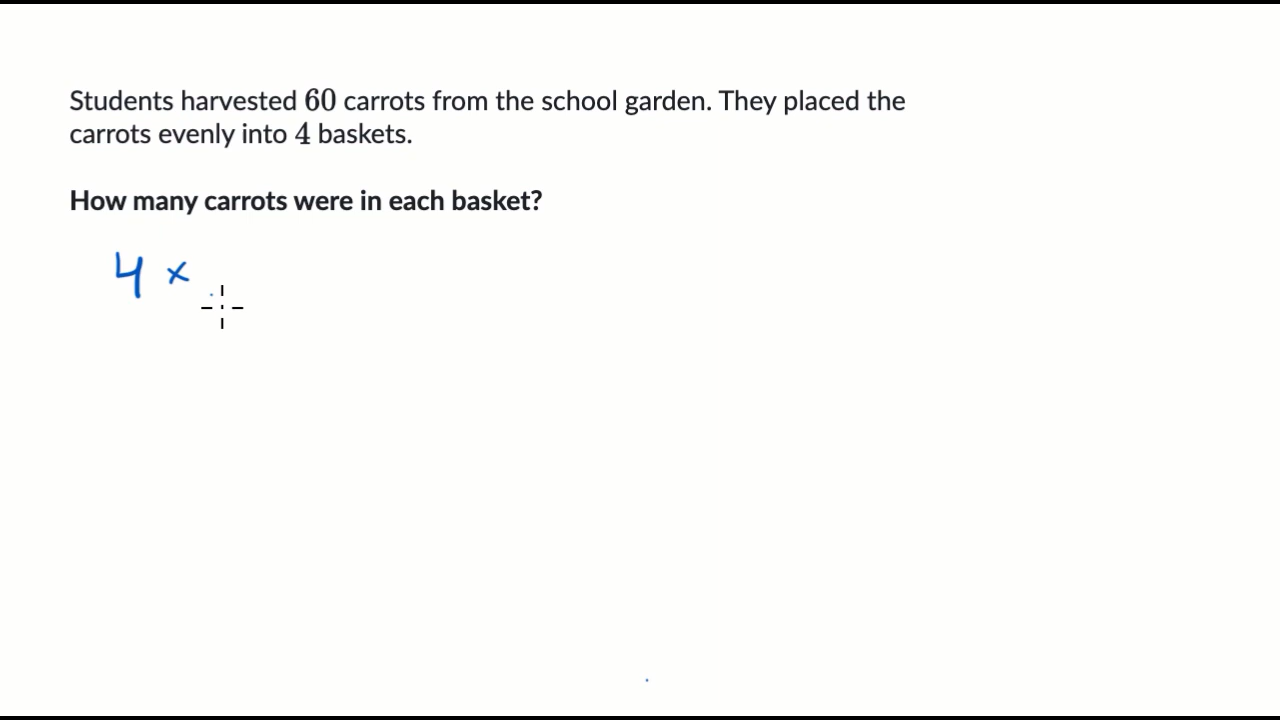 Students harvested 60 carrots from the school garden. They placed the
carrots evenly into 4 baskets.
How many carrots were in each basket?
4 ×